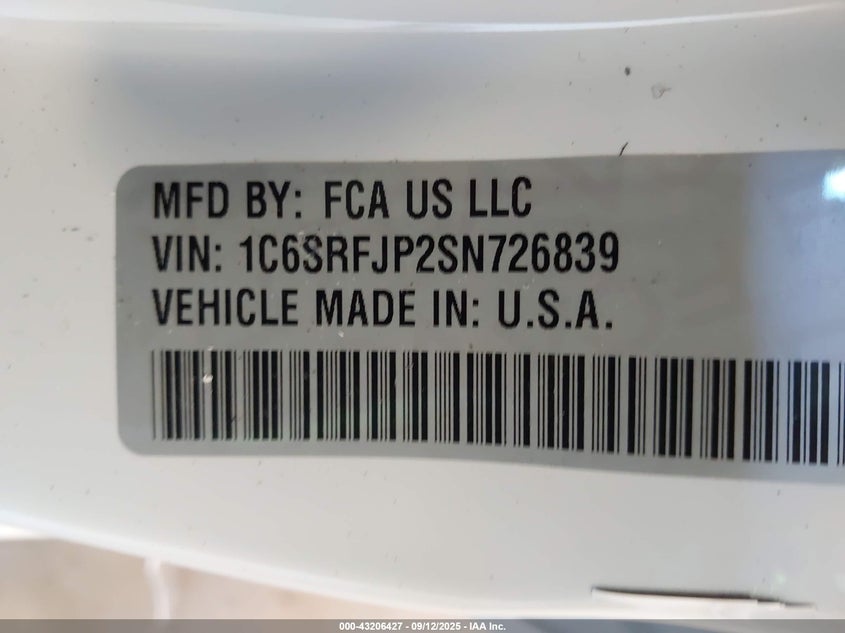 MFD BY: FCA US LLC
VIN: 1C6SRFJP2SN726839
VEHICLE MADE IN: U.S.A.
000-43206427 - 09/12/2025 - IAA Inc.